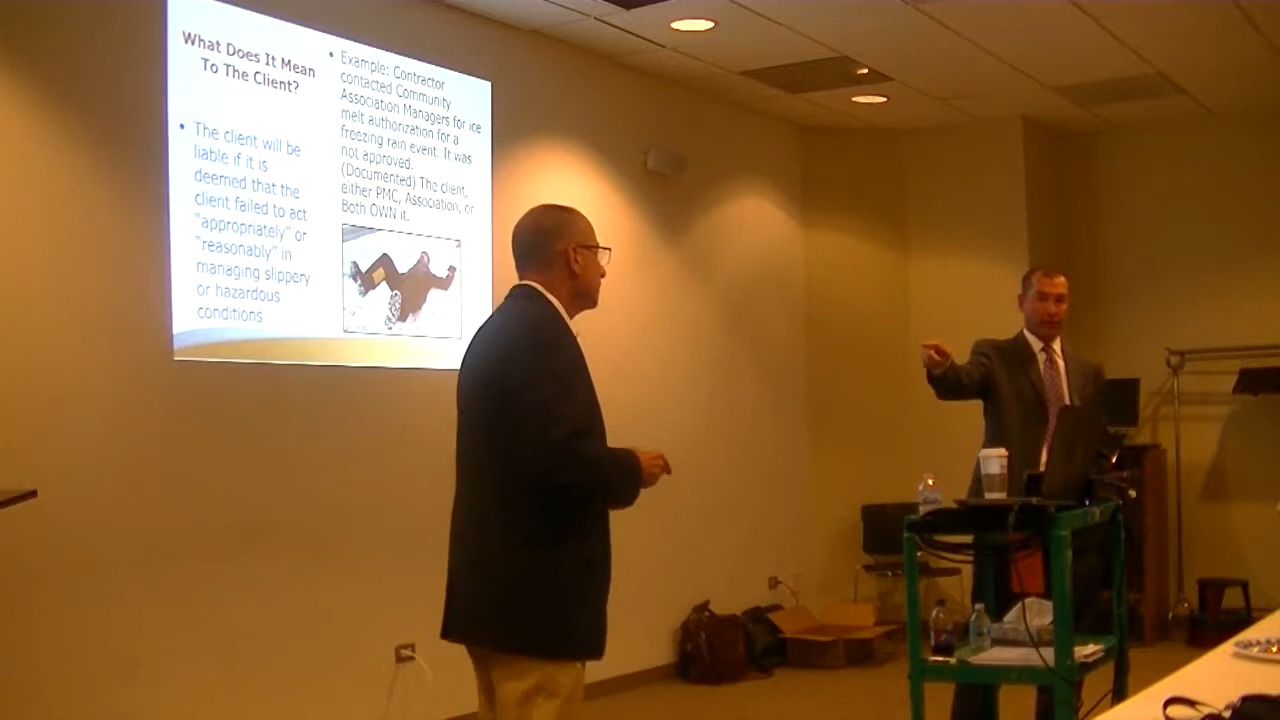 What Does It Mean
To The Client?
• The client will be
liable if it is
deemed that the
client failed to act
"appropriately" or
"reasonably" in
managing slippery
or hazardous
conditions
• Example: Contractor
contacted Community
Association Managers for ice
melt authorization for a
freezing rain event. It was
not approved.
(Documented) The client,
either PMC, Association, or
Both OWN it.